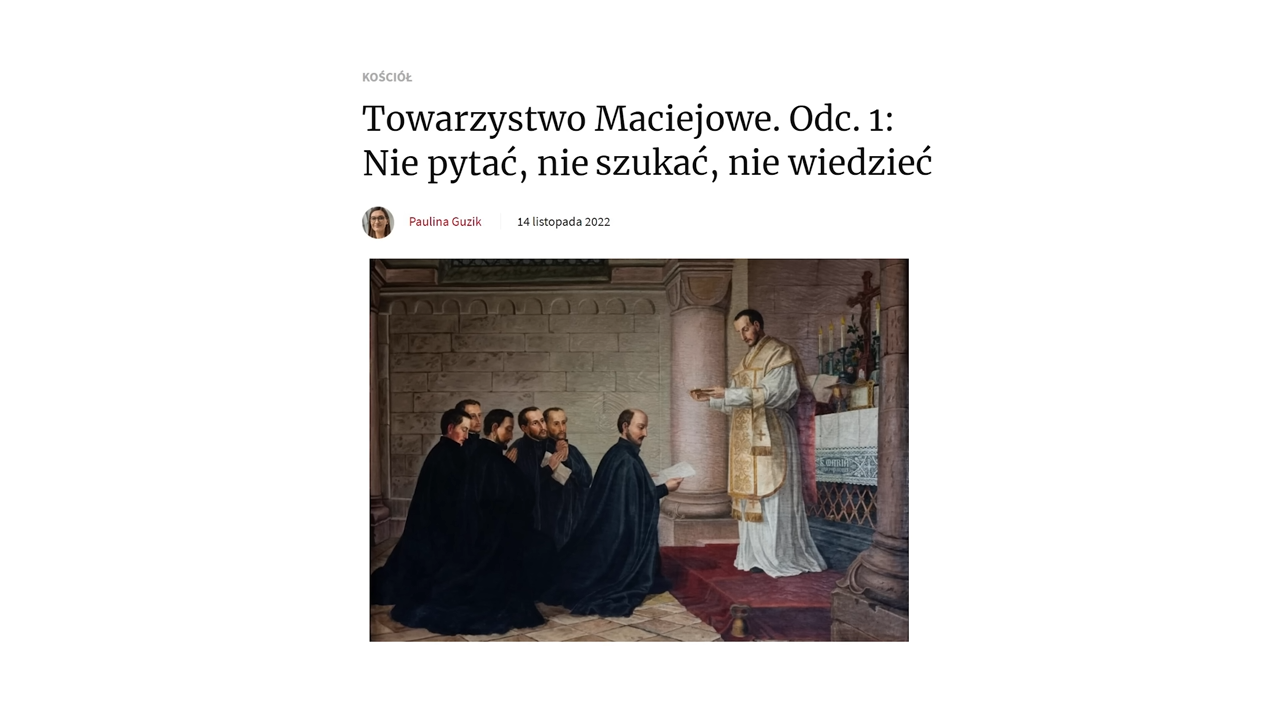 KOŚCIÓŁ
Towarzystwo Maciejowe. Odc. 1:
Nie pytać, nie szukać, nie wiedzieć
Paulina Guzik
14 listopada 2022